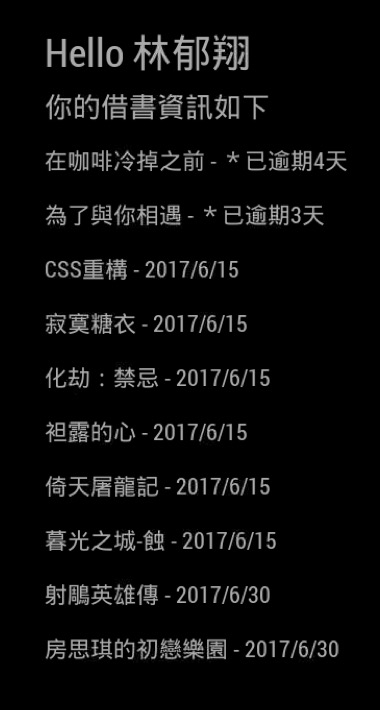 Hello 林郁翔
你的借書資訊如下
在咖啡冷掉之前 - ＊已逾期4天
為了與你相遇 - ＊已逾期3天
CSS重構 - 2017/6/15
寂寞糖衣 - 2017/6/15
化劫：禁忌 - 2017/6/15
袒露的心 - 2017/6/15
倚天屠龍記 - 2017/6/15
暮光之城-蝕 - 2017/6/15
射鵰英雄傳 - 2017/6/30
房思琪的初戀樂園 - 2017/6/30